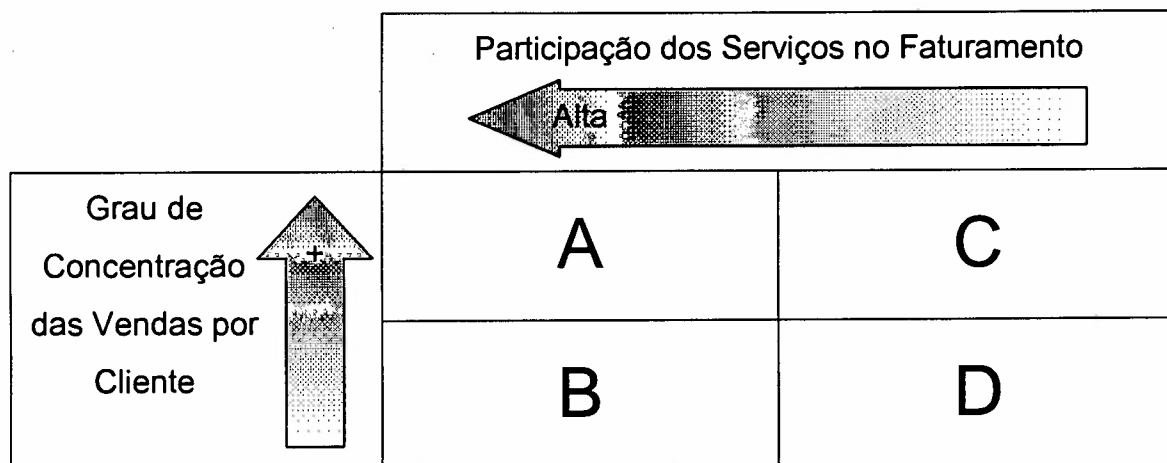 Participação dos Serviços no Faturamento
Alta
Grau de
Concentração
das Vendas por
Cliente
+
A
C
B
D